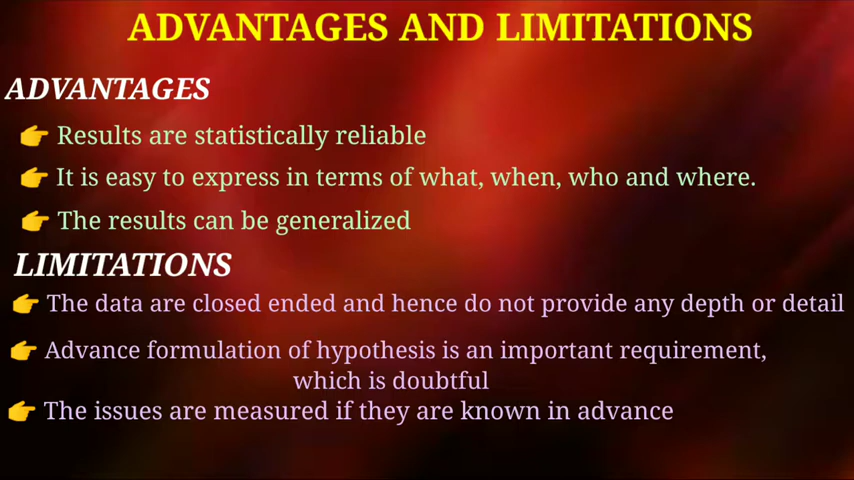 ADVANTAGES AND LIMITATIONS
ADVANTAGES
👉 Results are statistically reliable
👉 It is easy to express in terms of what, when, who and where.
👉 The results can be generalized
LIMITATIONS
👉 The data are closed ended and hence do not provide any depth or detail
👉 Advance formulation of hypothesis is an important requirement,
which is doubtful
👉 The issues are measured if they are known in advance